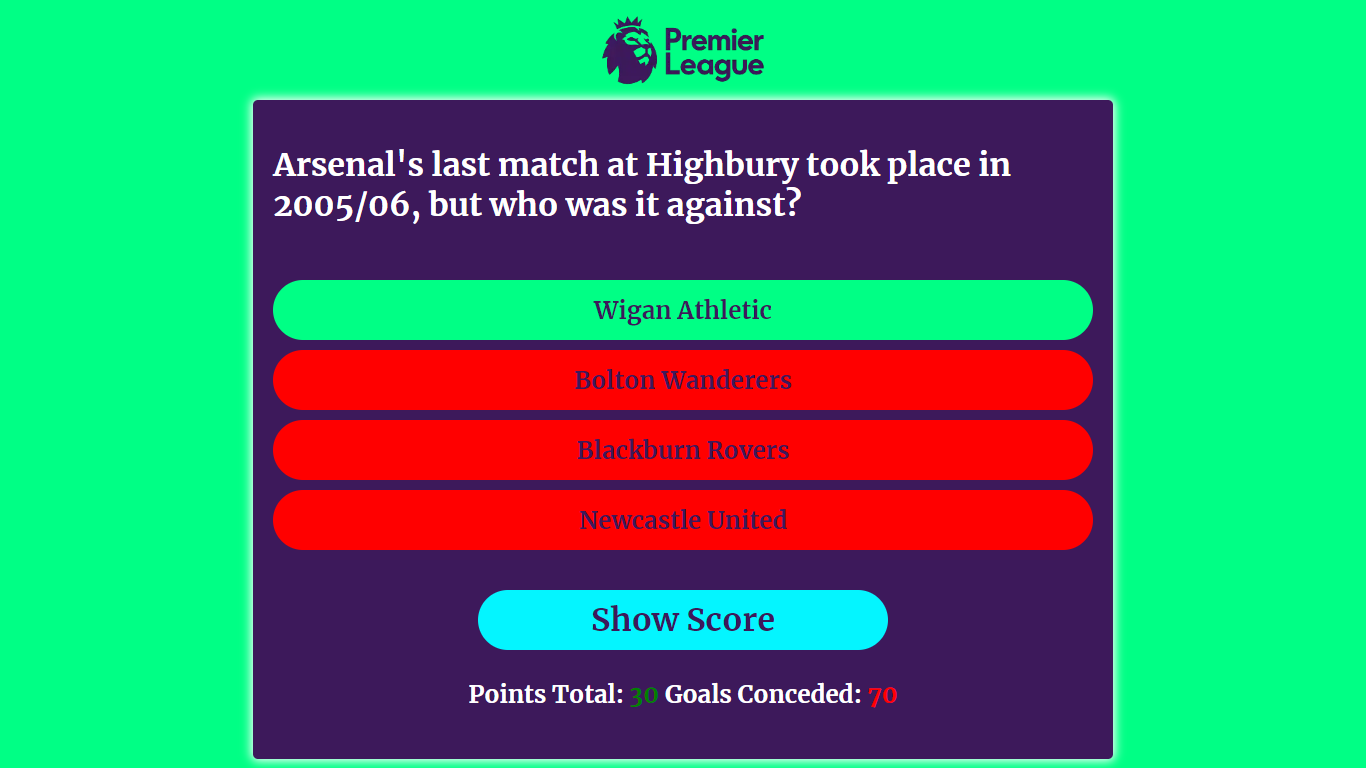 Premier
League
Arsenal's last match at Highbury took place in
2005/06, but who was it against?
Wigan Athletic
Bolton Wanderers
Blackburn Rovers
Newcastle United
Show Score
Points Total: 30 Goals Conceded: 70